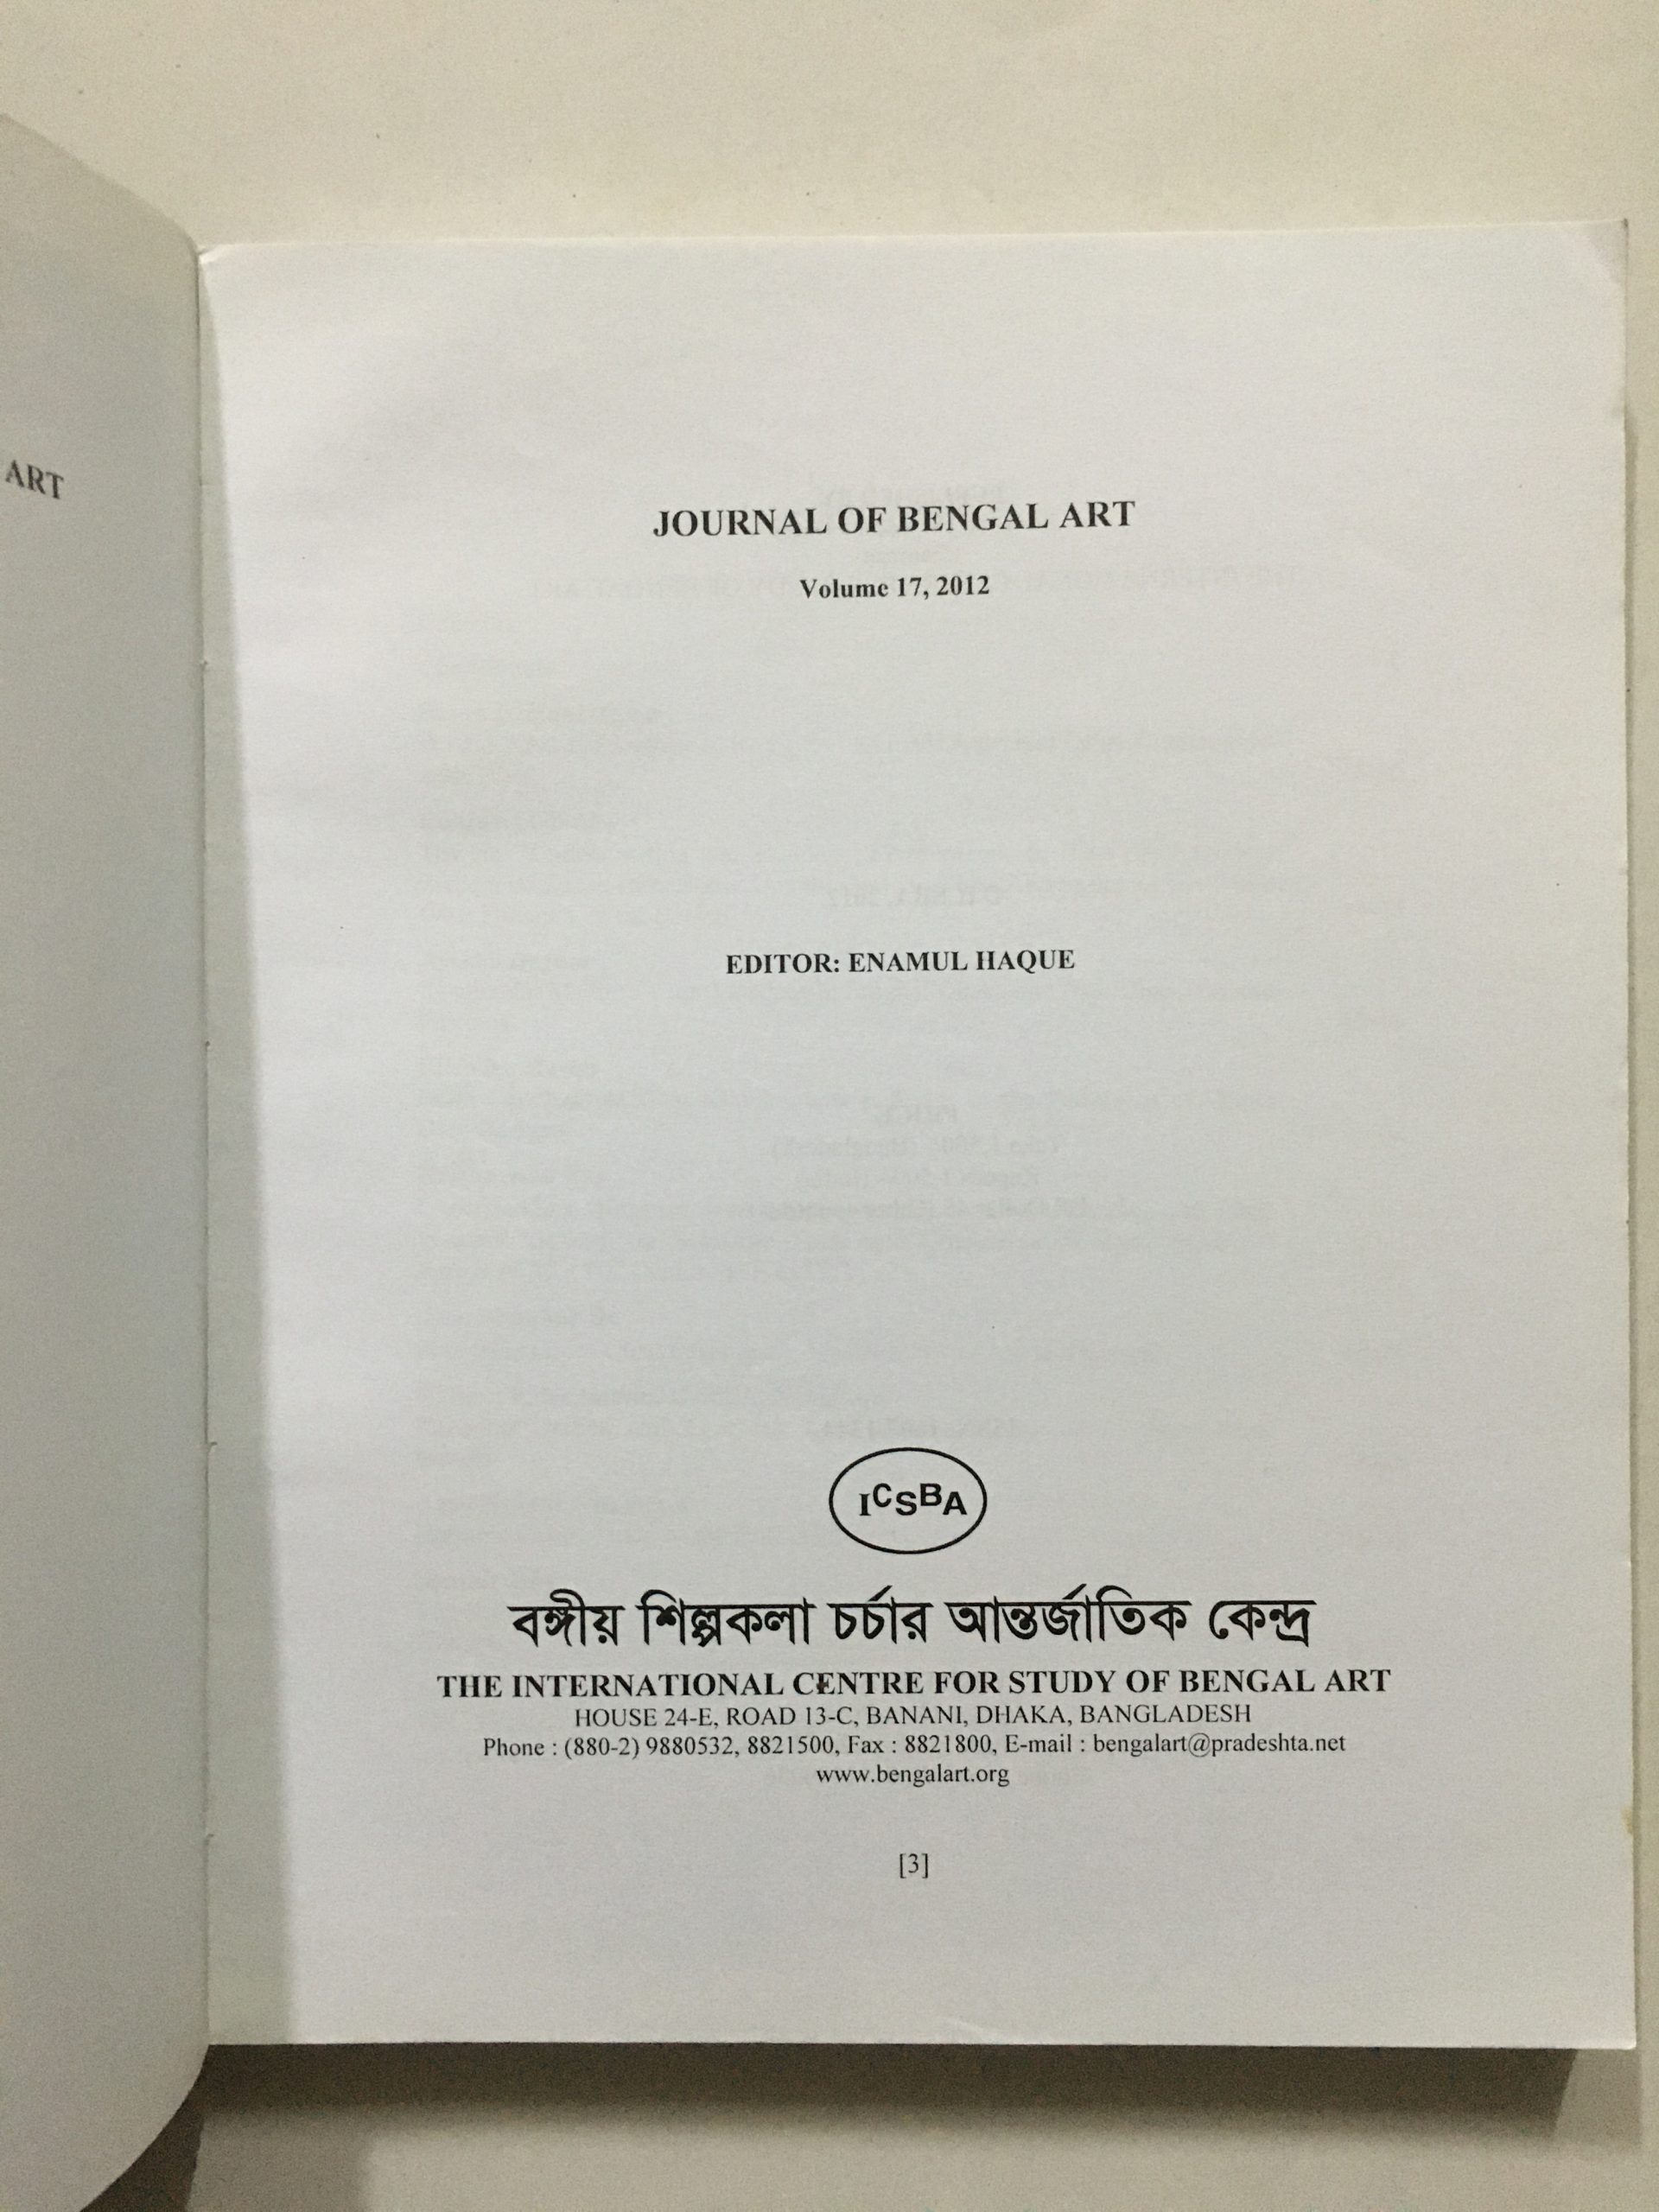 ART
JOURNAL OF BENGAL ART
Volume 17, 2012
EDITOR: ENAMUL HAQUE
ICSBA
বঙ্গীয় শিল্পকলা চর্চার আন্তর্জাতিক কেন্দ্র
THE INTERNATIONAL CENTRE FOR STUDY OF BENGAL ART
HOUSE 24-E, ROAD 13-C, BANANI, DHAKA, BANGLADESH
Phone : (880-2) 9880532, 8821500, Fax : 8821800, E-mail : bengalart@pradeshta.net
www.bengalart.org
[3]